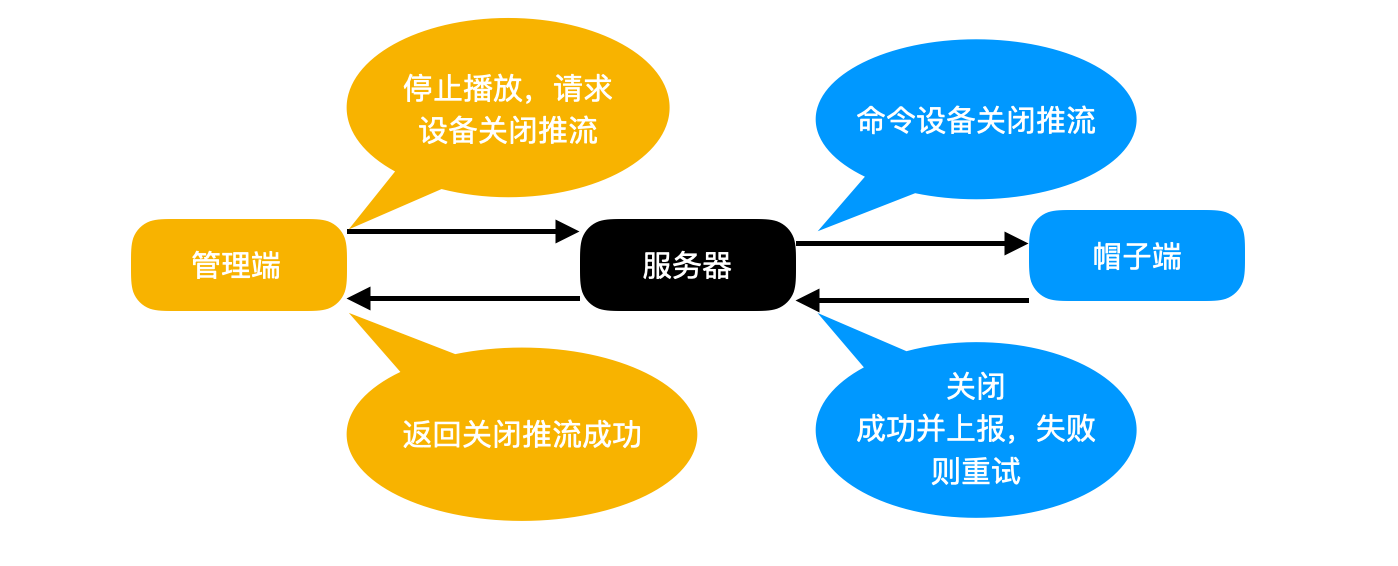 停止播放，请求
设备关闭推流
命令设备关闭推流
管理端
服务器
帽子端
返回关闭推流成功
关闭
成功并上报，失败
则重试